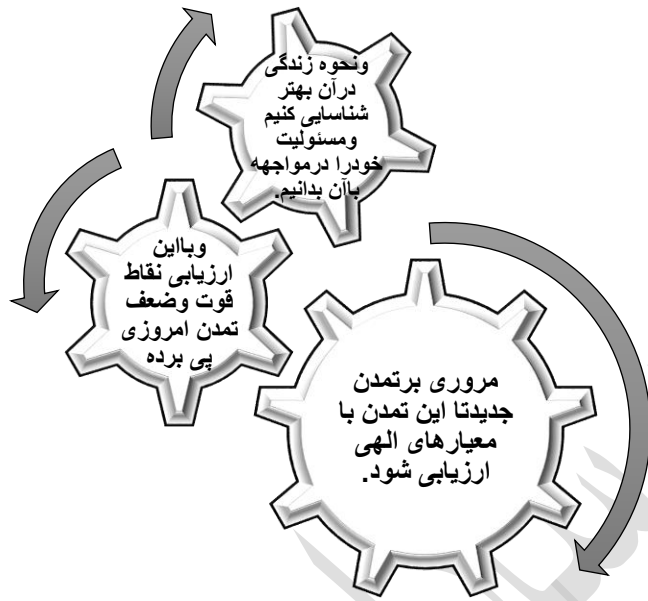 مروری برتمدن
جدیدتا این تمدن با
معیارهای الهی
ارزیابی شود.
وبااین
ارزیابی نقاط
قوت وضعف
تمدن امروزی
پی برده
ونحوه زندگی
درآن بهتر
شناسایی کنیم
ومسئولیت
خودرا درمواجهه
باآن بدانیم.